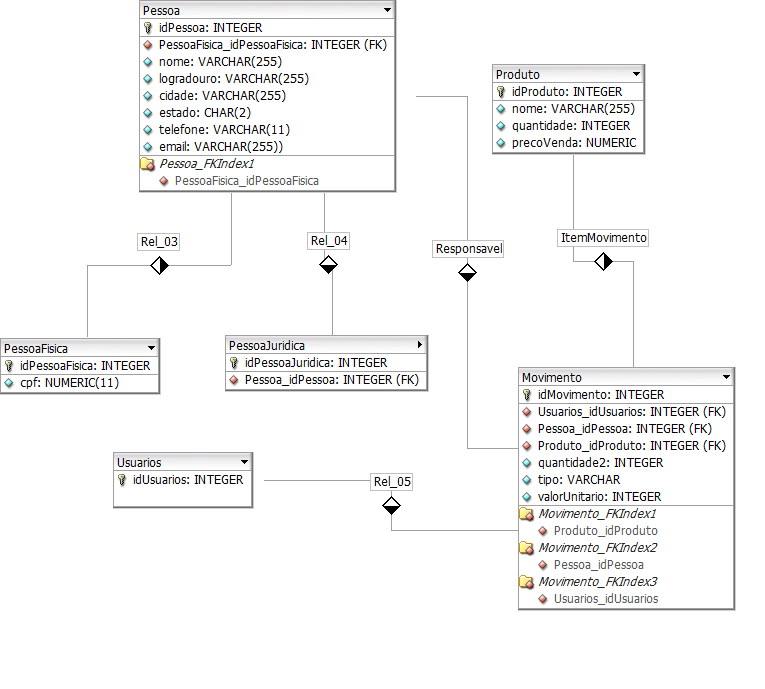 Pessoa
idPessoa: INTEGER
PessoaFisica_idPessoaFisica: INTEGER (FK)
nome: VARCHAR(255)
logradouro: VARCHAR(255)
cidade: VARCHAR(255)
estado: CHAR(2)
telefone: VARCHAR(11)
email: VARCHAR(255))
Pessoa_FKIndex1
PessoaFisica_idPessoaFisica
Produto
idProduto: INTEGER
nome: VARCHAR(255)
quantidade: INTEGER
precoVenda: NUMERIC
Rel_03
Rel_04
Responsavel
ItemMovimento
PessoaFisica
idPessoaFisica: INTEGER
cpf: NUMERIC(11)
PessoaJuridica
idPessoaJuridica: INTEGER
Pessoa_idPessoa: INTEGER (FK)
Movimento
idMovimento: INTEGER
Usuarios_idUsuarios: INTEGER (FK)
Pessoa_idPessoa: INTEGER (FK)
Produto_idProduto: INTEGER (FK)
quantidade2: INTEGER
tipo: VARCHAR
valorUnitario: INTEGER
Movimento_FKIndex1
Produto_idProduto
Movimento_FKIndex2
Pessoa_idPessoa
Movimento_FKIndex3
Usuarios_idUsuarios
Usuarios
idUsuarios: INTEGER
Rel_05